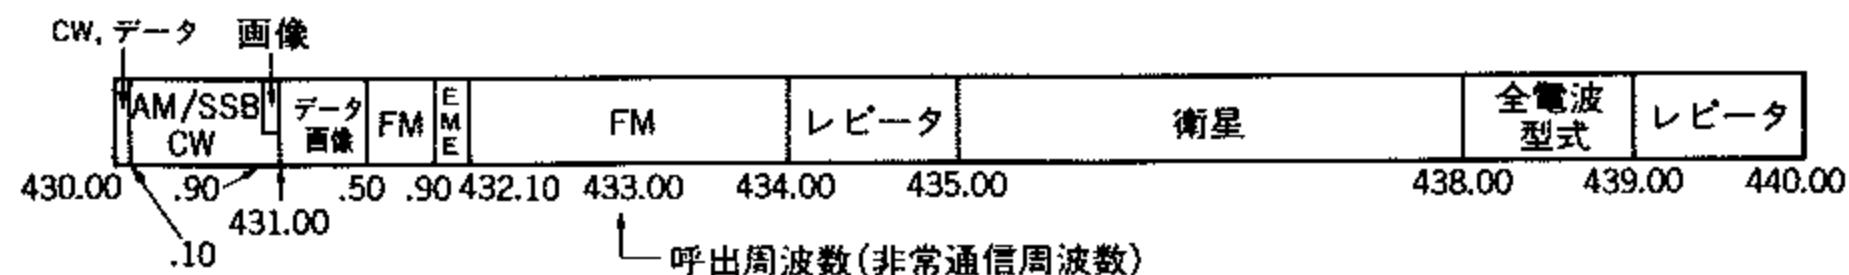 CW, データ 画像
AM/SSB
CW
データ
画像
FM
EME
FM
レピータ
衛星
全電波
型式
レピータ
430.00 .90 .50 .90 432.10 433.00 434.00 435.00 438.00 439.00 440.00
431.00
.10
呼出周波数(非常通信周波数)